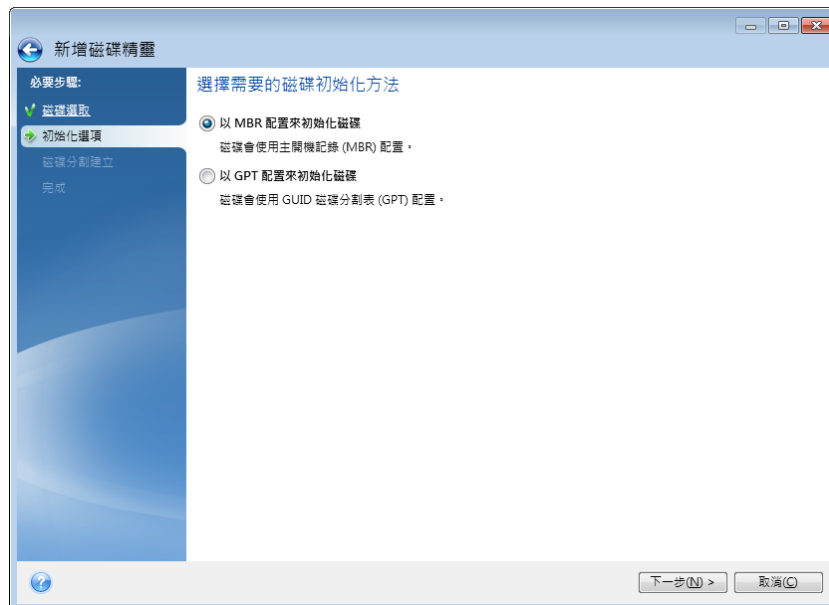 新增磁碟精靈
必要步驟:
磁碟選取
初始化選項
磁碟分割建立
完成
選擇需要的磁碟初始化方法
以 MBR 配置來初始化磁碟
磁碟會使用主開機記錄 (MBR) 配置。
以 GPT 配置來初始化磁碟
磁碟會使用 GUID 磁碟分割表 (GPT) 配置。
下一步(N) >
取消(C)